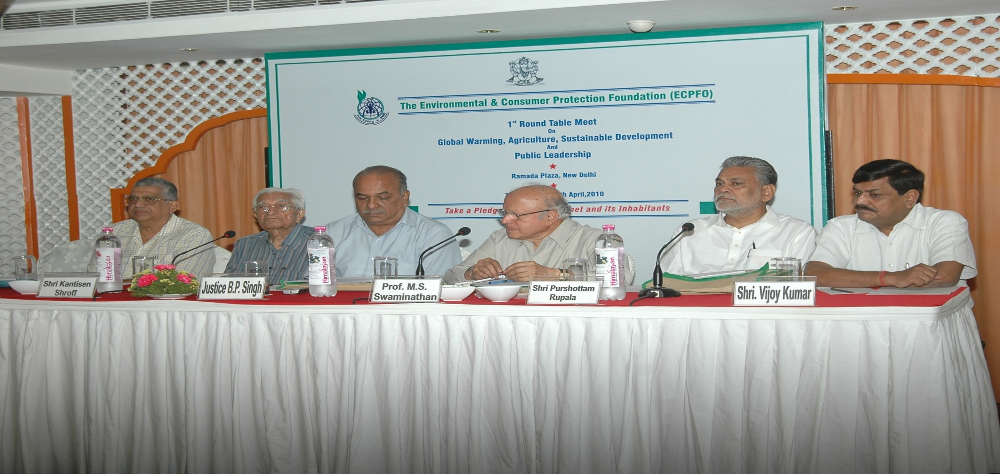 The Environmental & Consumer Protection Foundation (ECPFO)
THE ECPFO
1st Round Table Meet
On
Global Warming, Agriculture, Sustainable Development
And
Public Leadership
Ramada Plaza, New Delhi
April,2010
Take a and its Inhabitants
Shri Kantisen
Shroff
Justice B.P. Singh
Prof. M.S.
Swaminathan
Shri Purshottam
Rupala
Shri. Vijoy Kumar
Himalayan
Himalayan
Himalayan